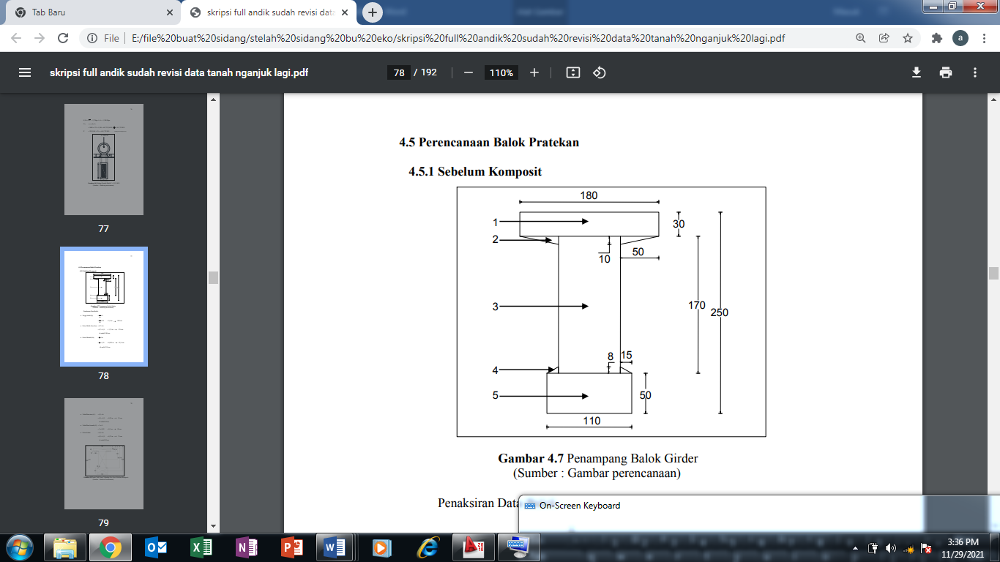 Tab Baru
skripsi full andik sudah revisi data
File
E:/file%20buat%20sidang/stelah%20sidang%20bu%20eko/skripsi%20full%20andik%20sudah%20revisi%20data%20tanah%20nganjuk%20lagi.pdf
a
skripsi full andik sudah revisi data tanah nganjuk lagi.pdf
78 / 192
110%
77
78
79
4.5 Perencanaan Balok Pratekan
4.5.1 Sebelum Komposit
180
1
30
2
10
50
3
170
250
8
15
4
5
50
110
Gambar 4.7 Penampang Balok Girder
(Sumber : Gambar perencanaan)
Penaksiran Data
On-Screen Keyboard
3:36 PM
11/29/2021